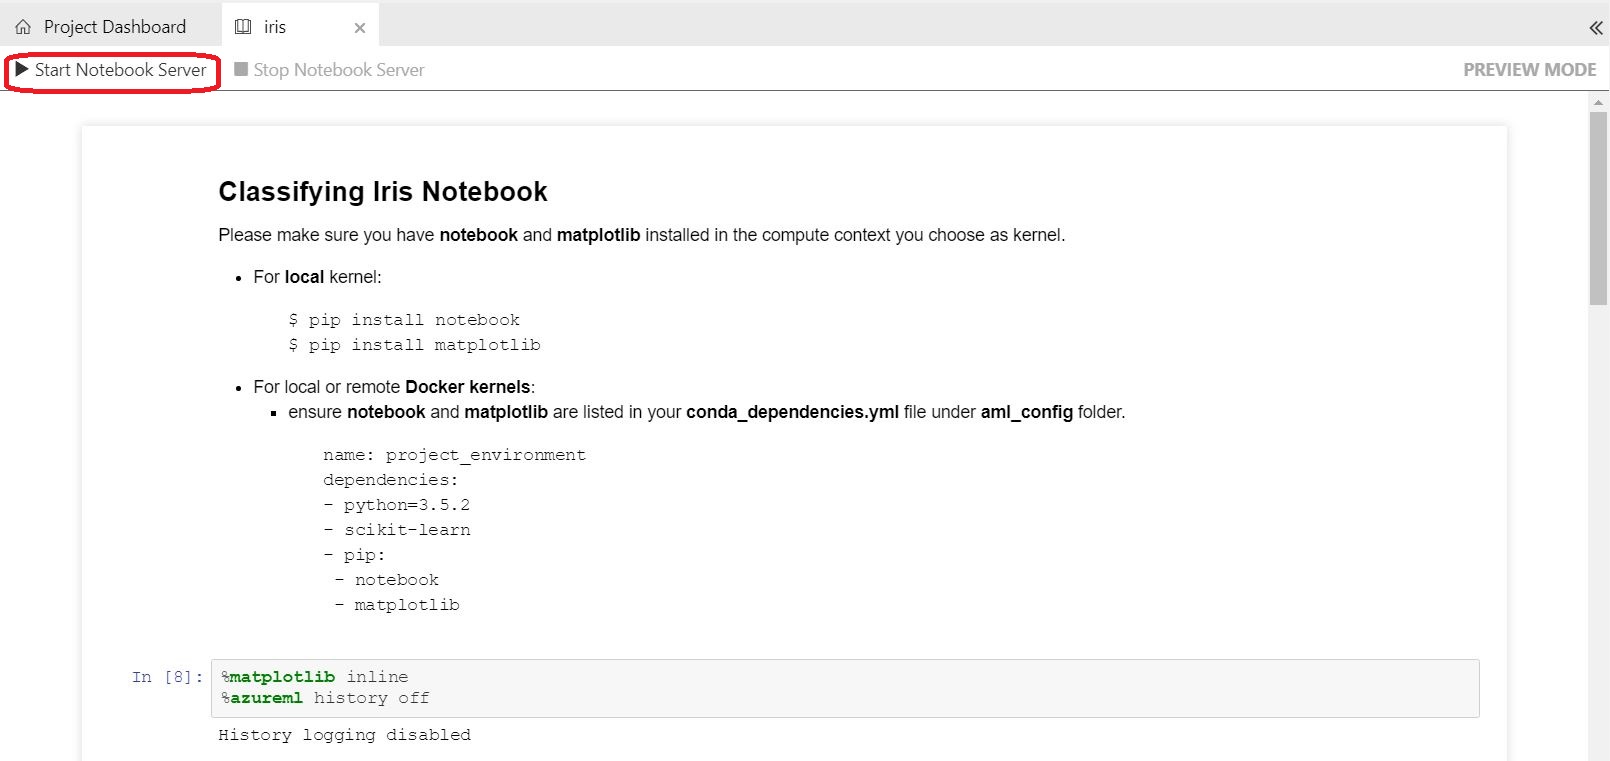 Project Dashboard iris
Start Notebook Server Stop Notebook Server PREVIEW MODE
Classifying Iris Notebook
Please make sure you have notebook and matplotlib installed in the compute context you choose as kernel.
• For local kernel:
$ pip install notebook
$ pip install matplotlib
• For local or remote Docker kernels:
▪ ensure notebook and matplotlib are listed in your conda_dependencies.yml file under aml_config folder.
name: project_environment
dependencies:
- python=3.5.2
- scikit-learn
- pip:
- notebook
- matplotlib
In [8]: %matplotlib inline
%azureml history off
History logging disabled